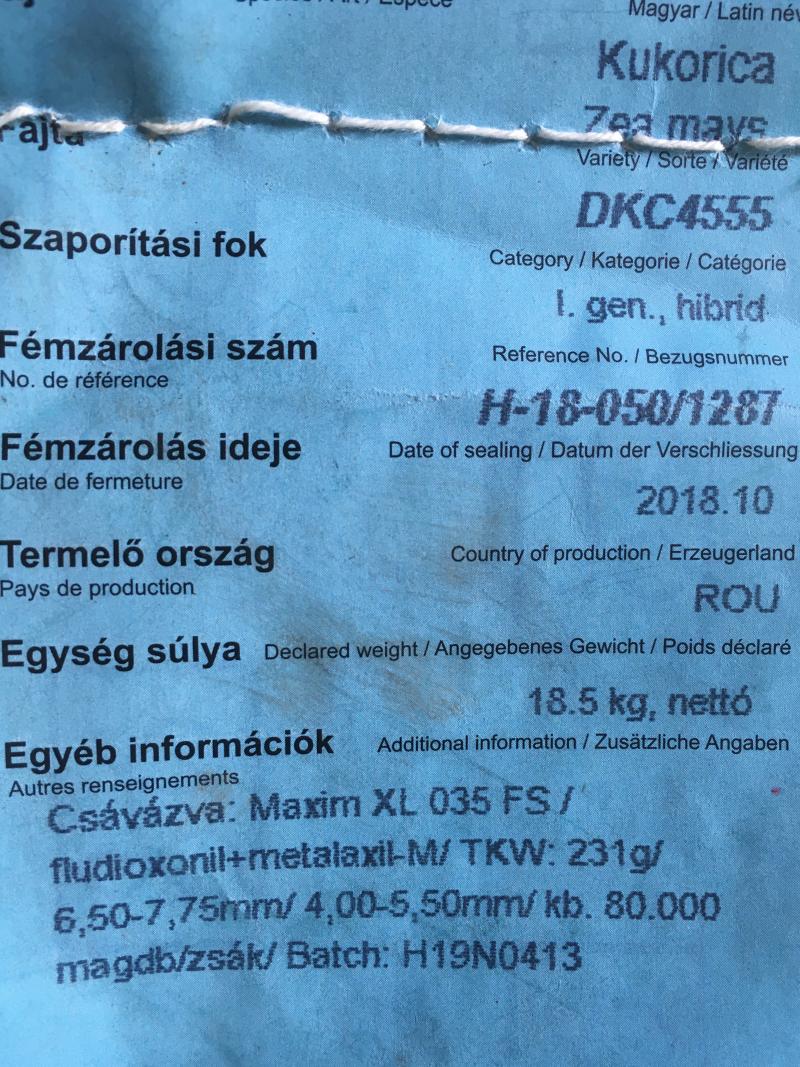 Magyar / Latin név
Kukorica
Zea mays
Fajta
Variety / Sorte / Variété
DKC4555
Szaporítási fok
Category / Kategorie / Catégorie
I. gen., hibrid
Fémzárolási szám
Reference No. / Bezugsnummer
No. de référence
H-18-050/1287
Fémzárolás ideje
Date of sealing / Datum der Verschliessung
Date de fermeture
2018.10
Termelő ország
Country of production / Erzeugerland
Pays de production
ROU
Egység súlya Declared weight / Angegebenes Gewicht / Poids déclaré
18.5 kg, nettó
Egyéb információk
Additional information / Zusätzliche Angaben
Autres renseignements
Csávázva: Maxim XL 035 FS /
fludioxonil+metalaxil-M/ TKW: 231g/
6,50-7,75mm/ 4,00-5,50mm/ kb. 80.000
magdb/zsák/ Batch: H19N0413